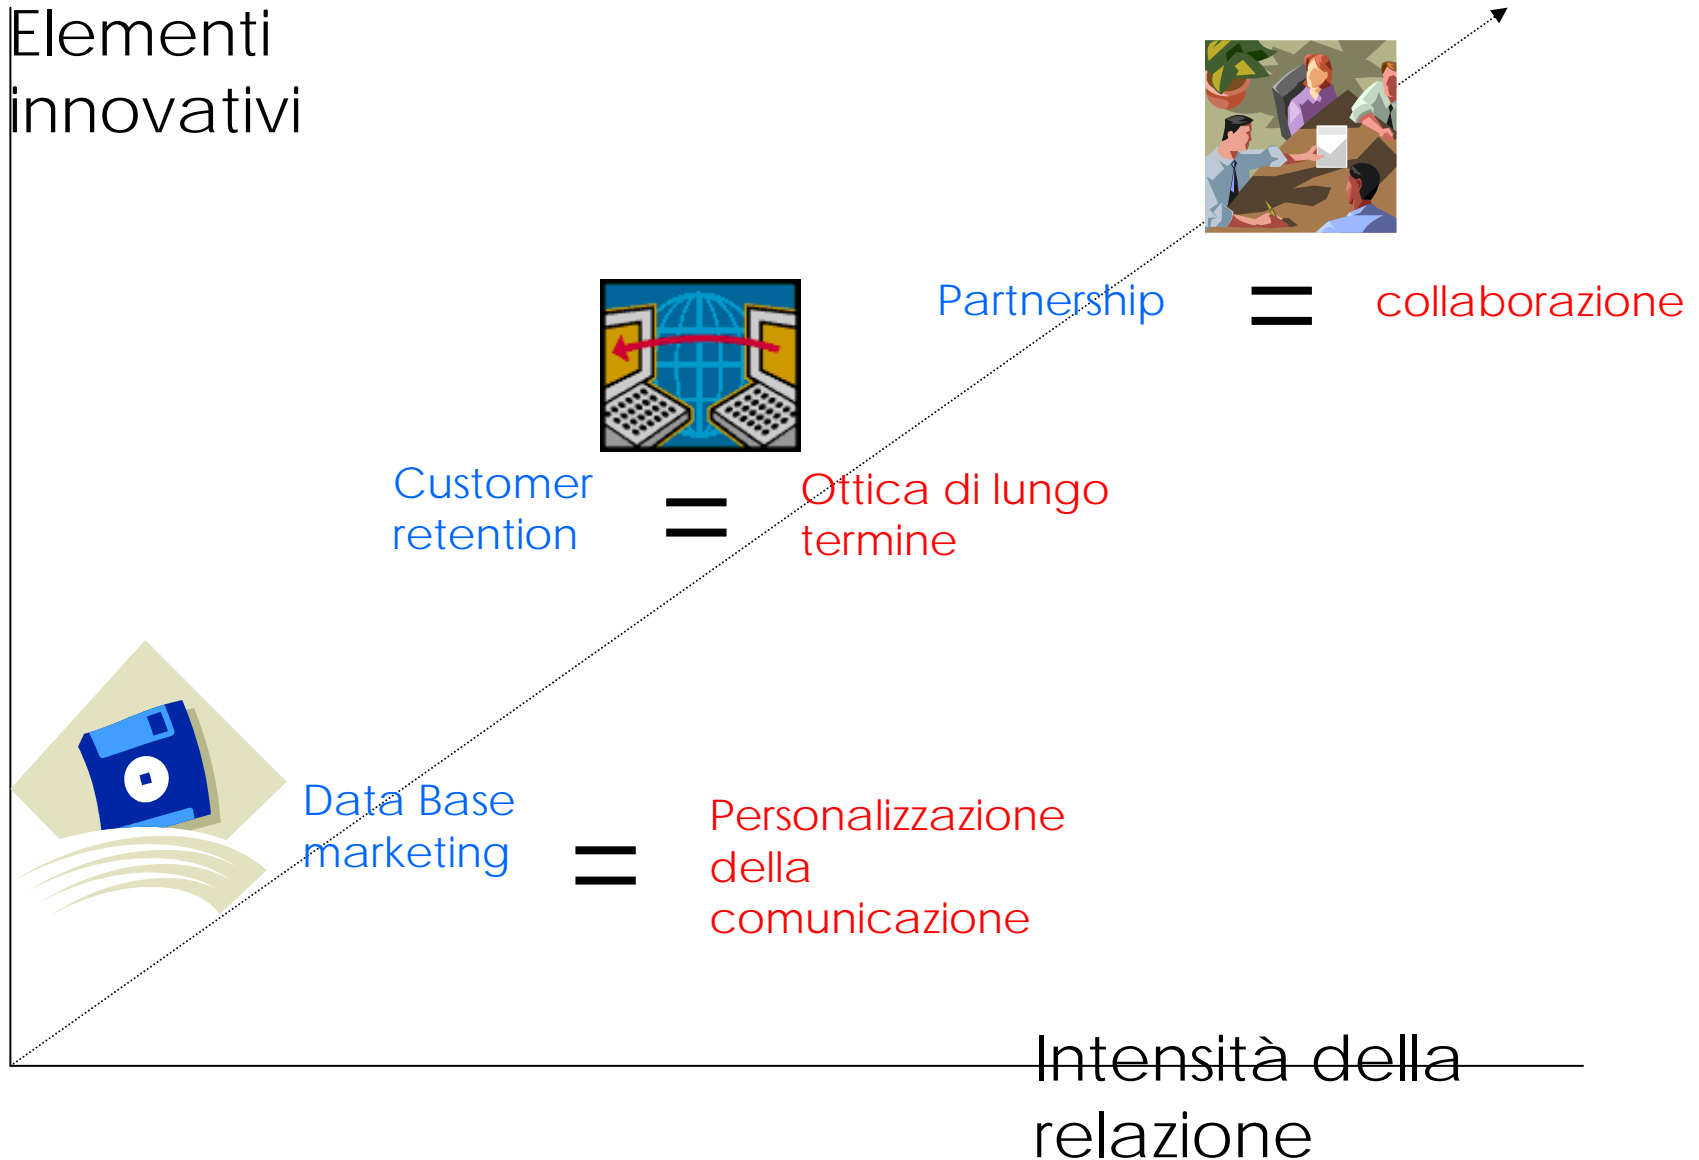 Elementi
innovativi
Partnership = collaborazione
Customer
retention
=
Ottica di lungo
termine
Data Base
marketing
=
Personalizzazione
della
comunicazione
Intensità della
relazione